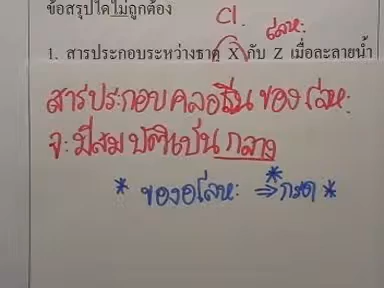 ข้อสรุปใดไม่ถูกต้อง
Cl.
โลหะ
1. สารประกอบระหว่างธาตุ X กับ Z เมื่อละลายน้ำ
สารประกอบคลอรีนของโลหะ
จะมีสมบัติเป็นกลาง
* ของอโลหะ ⇒ กรด *